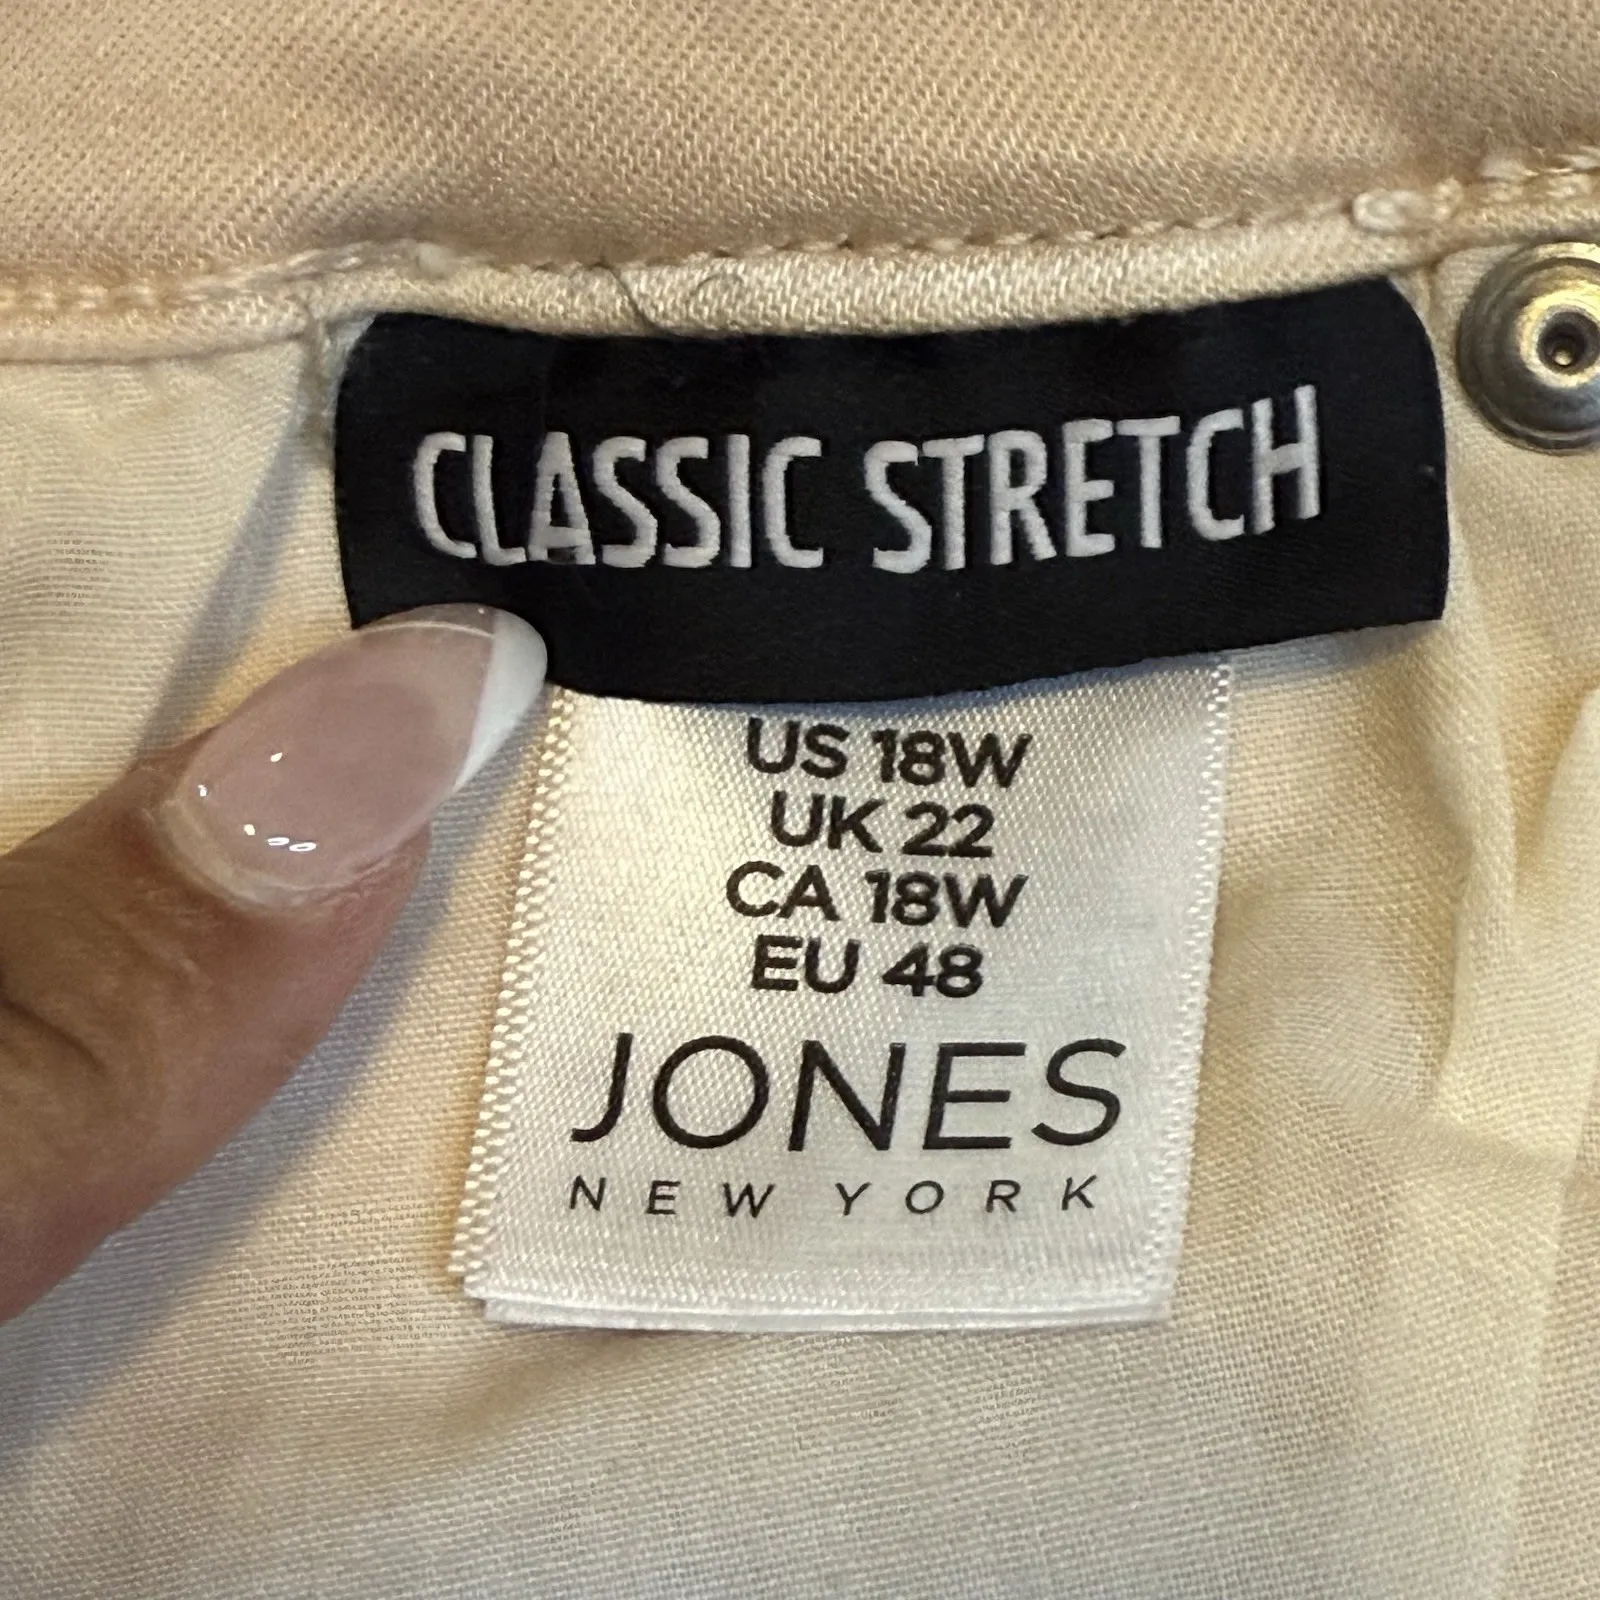 CLASSIC STRETCH
US 18W
UK 22
CA 18W
EU 48
JONES
NEW YORK